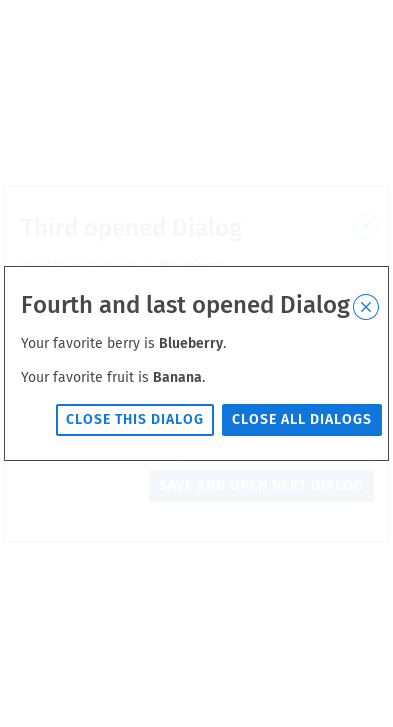 Third opened Dialog
Your favorite berry is Blueberry.
Fourth and last opened Dialog
Your favorite berry is Blueberry.
Your favorite fruit is Banana.
CLOSE THIS DIALOG CLOSE ALL DIALOGS
SAVE AND OPEN NEXT DIALOG